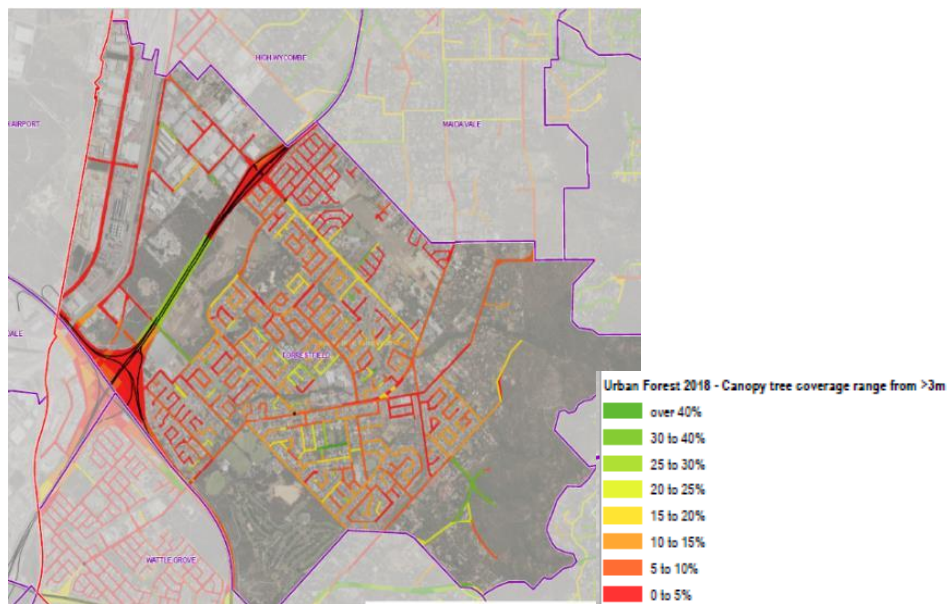 HIGH WYCOMBE
AIRPORT
MAIDA VALE
DALE
FORRESTFIELD
WATTLE GROVE
Urban Forest 2018 - Canopy tree coverage range from >3m
over 40%
30 to 40%
25 to 30%
20 to 25%
15 to 20%
10 to 15%
5 to 10%
0 to 5%